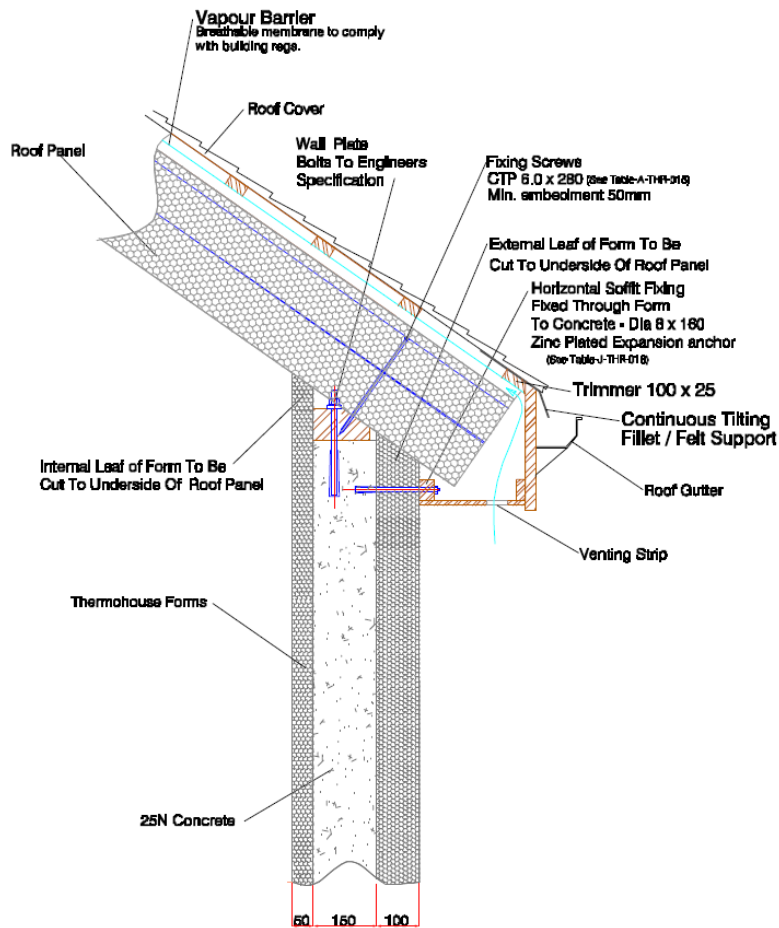 Vapour Barrier
Breathable membrane to comply
with building regs.
Roof Cover
Roof Panel
Wall Plate
Bolts To Engineers
Specification
Fixing Screws
CTP 6.0 x 280 (See Table-A-THR-018)
Min. embedment 50mm
External Leaf of Form To Be
Cut To Underside Of Roof Panel
Horizontal Soffit Fixing
Fixed Through Form
To Concrete - Dia 8 x 160
Zinc Plated Expansion anchor
(See-Table-J-THR-018)
Trimmer 100 x 25
Continuous Tilting
Fillet / Felt Support
Internal Leaf of Form To Be
Cut To Underside Of Roof Panel
Roof Gutter
Venting Strip
Thermohouse Forms
25N Concrete
50 150 100